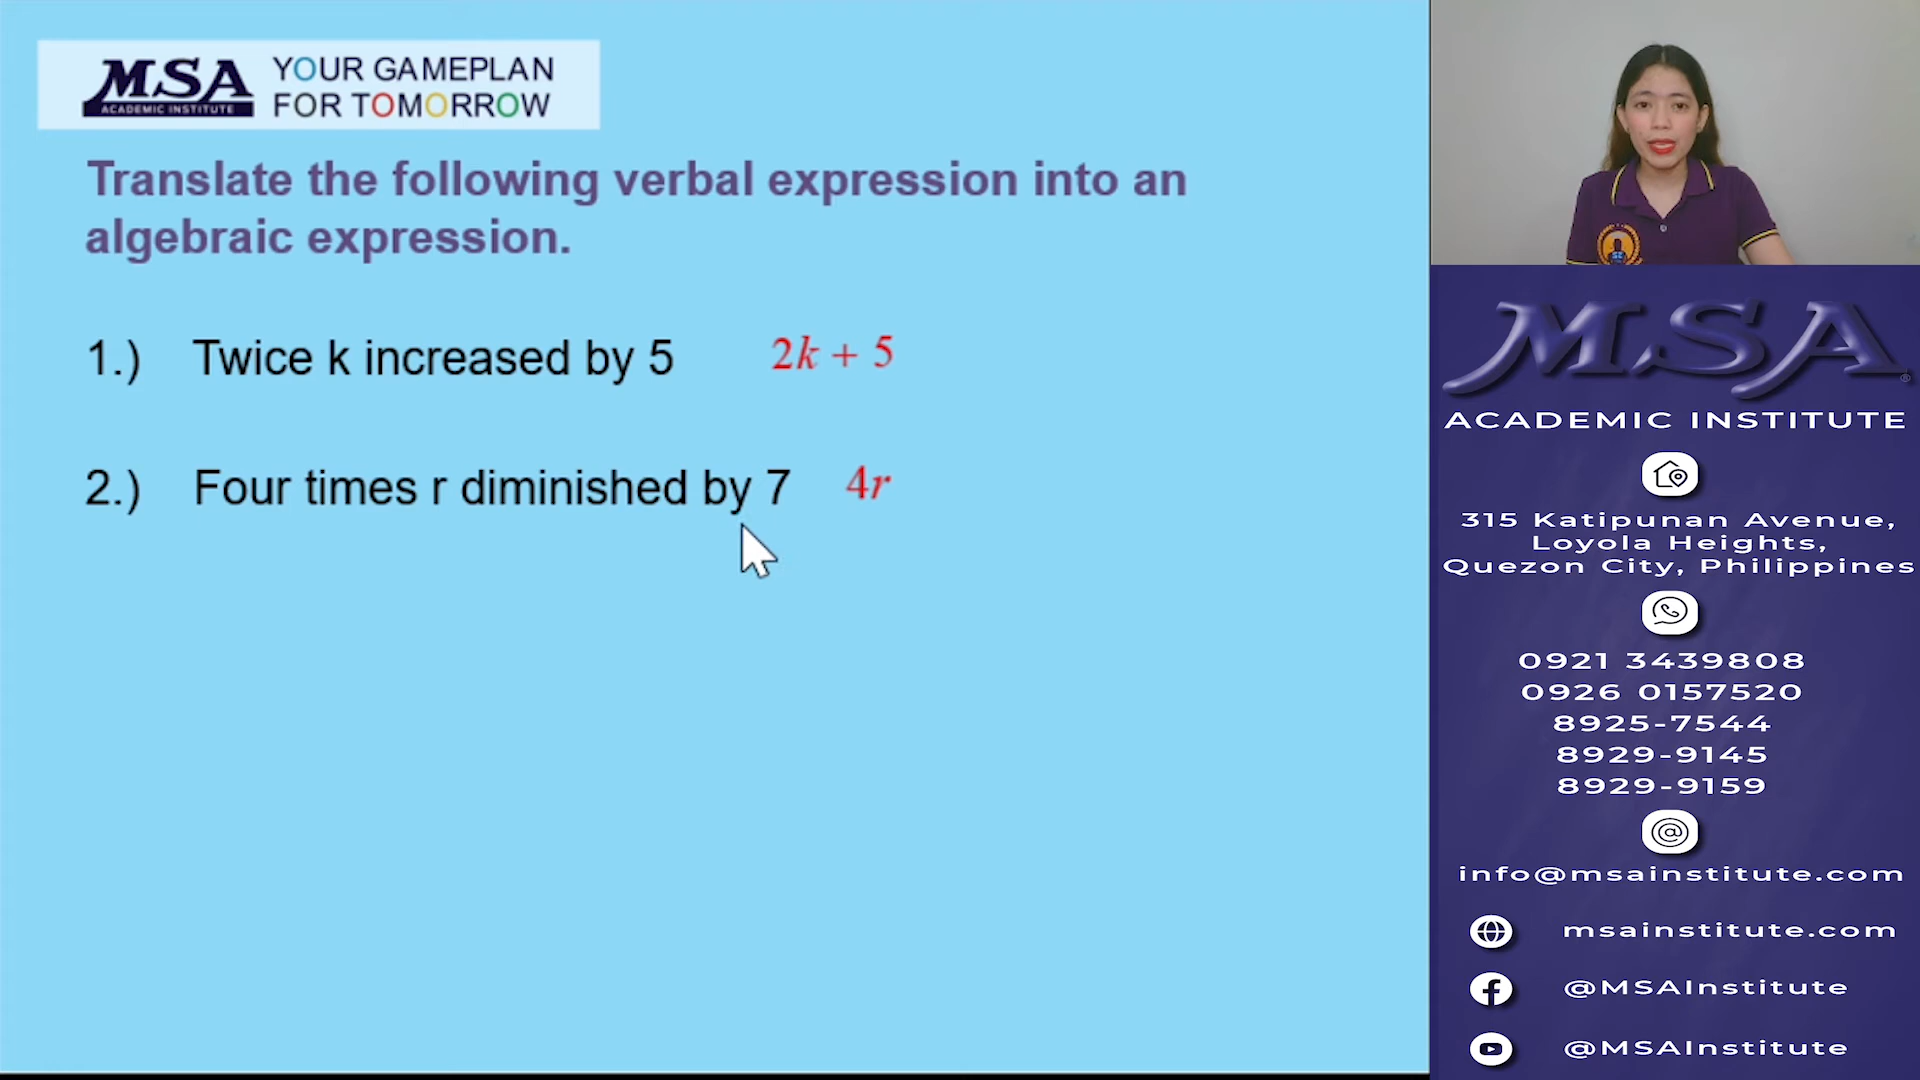 MSA
ACADEMIC INSTITUTE
YOUR GAMEPLAN
FOR TOMORROW
Translate the following verbal expression into an
algebraic expression.
1.) Twice k increased by 5 2k + 5
2.) Four times r diminished by 7 4r
MSA®
ACADEMIC INSTITUTE
315 Katipunan Avenue,
Loyola Heights,
Quezon City, Philippines
0921 3439808
0926 0157520
8925-7544
8929-9145
8929-9159
info@msainstitute.com
msainstitute.com
@MSAInstitute
@MSAInstitute